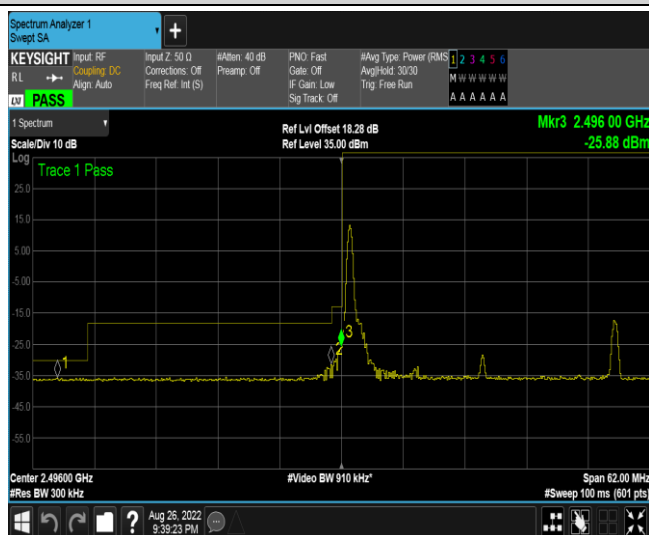 Spectrum Analyzer 1
Swept SA
+
KEYSIGHT
RL
LXI PASS
Input: RF
Coupling: DC
Align: Auto
Input Z: 50 Ω
Corrections: Off
Freq Ref: Int (S)
#Atten: 40 dB
Preamp: Off
PNO: Fast
Gate: Off
IF Gain: Low
Sig Track: Off
#Avg Type: Power (RMS
Avg|Hold: 30/30
Trig: Free Run
1 2 3 4 5 6
M W W W W W
A A A A A A
1 Spectrum
Scale/Div 10 dB
Ref Lvl Offset 18.28 dB
Ref Level 35.00 dBm
Mkr3 2.496 00 GHz
-25.88 dBm
Log
Trace 1 Pass
25.0
15.0
5.00
-5.00
-15.0
-25.0
-35.0
-45.0
-55.0
1
2
3
Center 2.49600 GHz
#Res BW 300 kHz
#Video BW 910 kHz*
Span 62.00 MHz
#Sweep 100 ms (601 pts)
?
Aug 26, 2022
9:39:23 PM